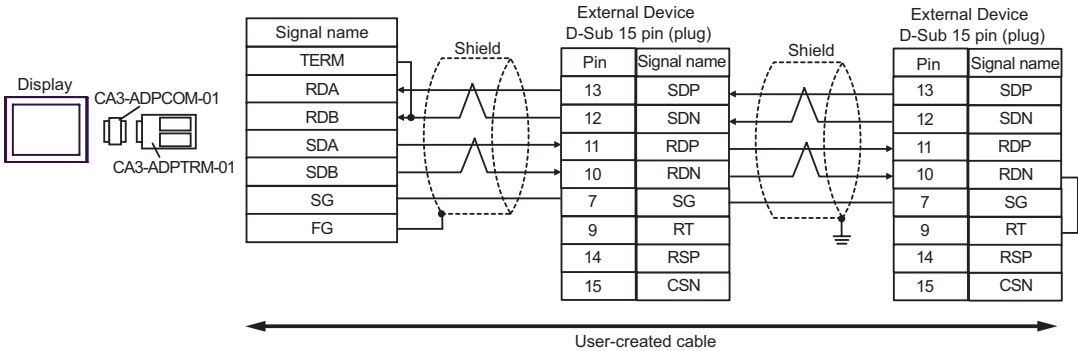 Display
CA3-ADPCOM-01
CA3-ADPTRM-01
Signal name
TERM
RDA
RDB
SDA
SDB
SG
FG
Shield
External Device
D-Sub 15 pin (plug)
Pin Signal name
13 SDP
12 SDN
11 RDP
10 RDN
7 SG
9 RT
14 RSP
15 CSN
Shield
External Device
D-Sub 15 pin (plug)
Pin Signal name
13 SDP
12 SDN
11 RDP
10 RDN
7 SG
9 RT
14 RSP
15 CSN
User-created cable